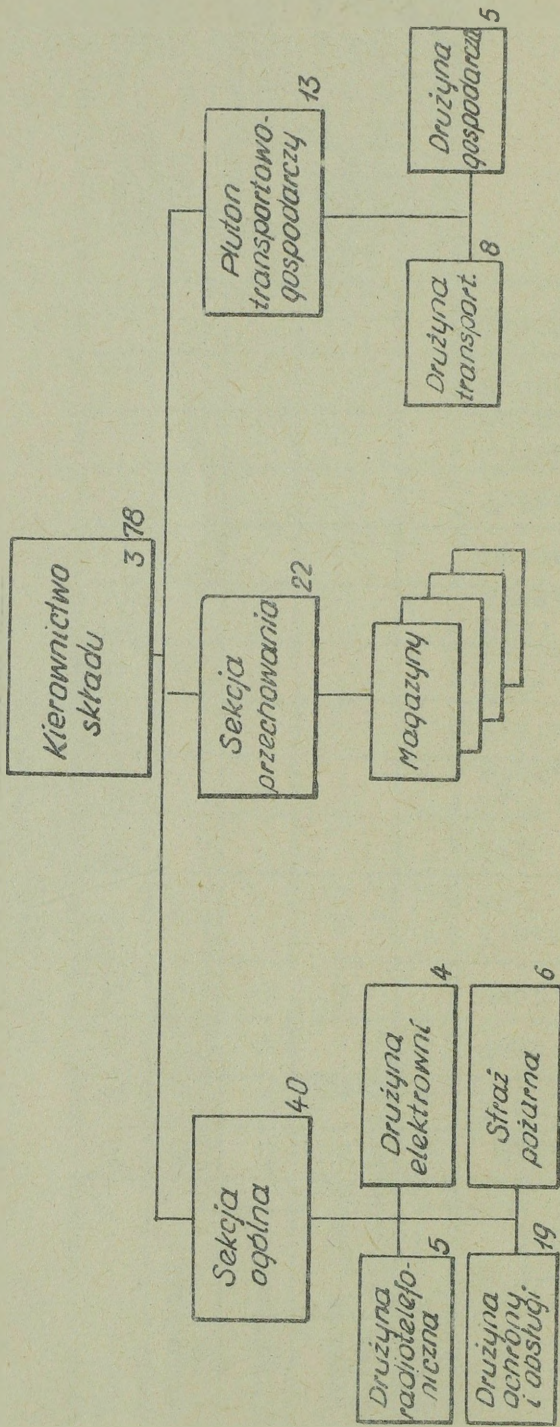 Kierownictwo
składu
3
78
Sekcja
ogólna
40
Sekcja
przechowania
22
Pluton
transportowo-
gospodarczy
13
Drużyna
radiotelefo-
niczna
5
Drużyna
elektrowni
4
Drużyna
ochrony
i obsługi
19
Straż
pożarna
6
Magazyny
Drużyna
transport.
8
Drużyna
gospodarcza
5